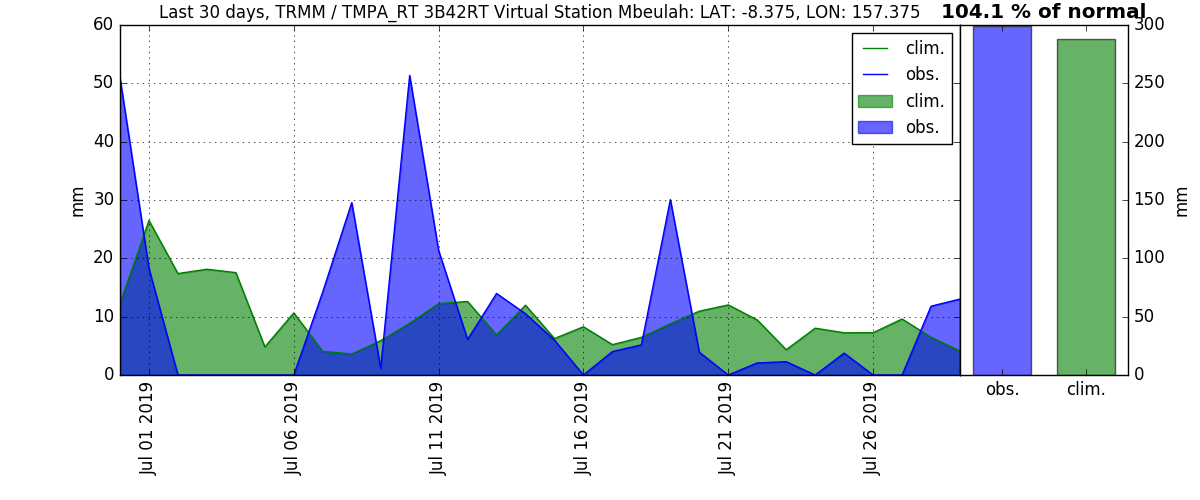 Last 30 days, TRMM / TMPA_RT 3B42RT Virtual Station Mbeulah: LAT: -8.375, LON: 157.375
104.1 % of normal
60
50
40
30
20
10
0
mm
clim.
obs.
clim.
obs.
300
250
200
150
100
50
0
mm
Jul 01 2019
Jul 06 2019
Jul 11 2019
Jul 16 2019
Jul 21 2019
Jul 26 2019
obs.
clim.